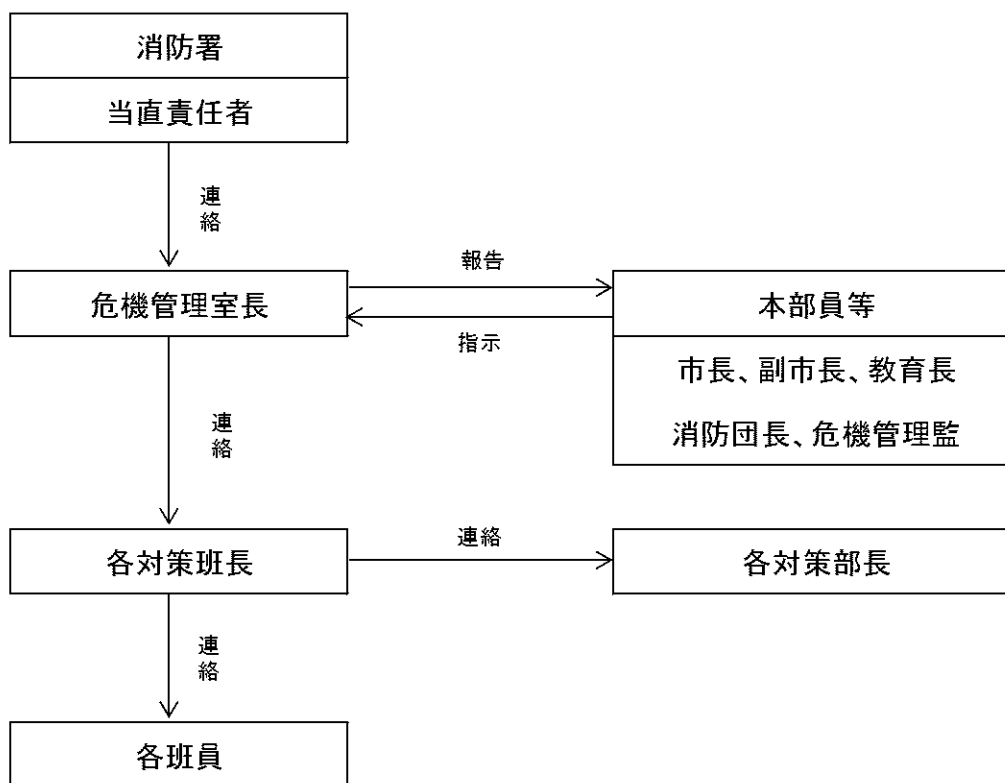 消防署
当直責任者
連絡
報告
危機管理室長
本部員等
指示
市長、副市長、教育長
消防団長、危機管理監
連絡
各対策班長
連絡
各対策部長
連絡
各班員